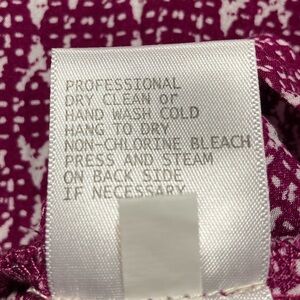 PROFESSIONAL
DRY CLEAN or
HAND WASH COLD
HANG TO DRY
NON-CHLORINE BLEACH
PRESS AND STEAM
ON BACK SIDE
IF NECESSARY